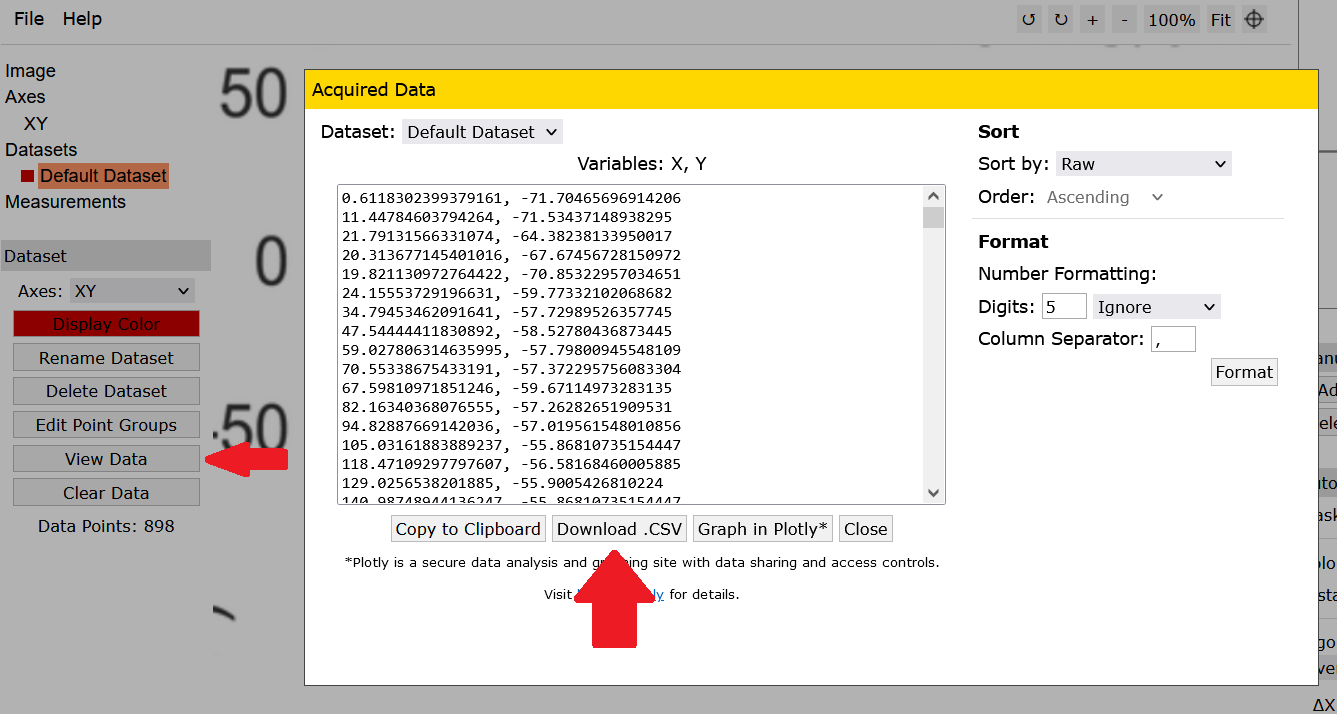 File Help
↺ ↻ + - 100% Fit
Image
Axes
XY
Datasets
Default Dataset
Measurements
Dataset
Axes: XY
Display Color
Rename Dataset
Delete Dataset
Edit Point Groups
View Data
Clear Data
Data Points: 898
50
0
-50
Acquired Data
Dataset: Default Dataset
Variables: X, Y
0.6118302399379161, -71.70465696914206
11.44784603794264, -71.53437148938295
21.79131566331074, -64.38238133950017
20.313677145401016, -67.67456728150972
19.821130972764422, -70.85322957034651
24.15553729196631, -59.77332102068682
34.79453462091641, -57.72989526357745
47.54444411830892, -58.52780436873445
59.027806314635995, -57.79800945548109
70.55338675433191, -57.372295756083304
67.59810971851246, -59.67114973283135
82.16340368076555, -57.26282651909531
94.82887669142036, -57.019561548010856
105.03161883889237, -55.86810735154447
118.47109297797607, -56.58168460005885
129.0256538201885, -55.9005426810224
140.98748944136247, -55.86810735154447
Copy to Clipboard Download .CSV Graph in Plotly* Close
*Plotly is a secure data analysis and site with data sharing and access controls.
Visit for details.
Sort
Sort by: Raw
Order: Ascending
Format
Number Formatting:
Digits: 5 Ignore
Column Separator: ,
Format
ΔX